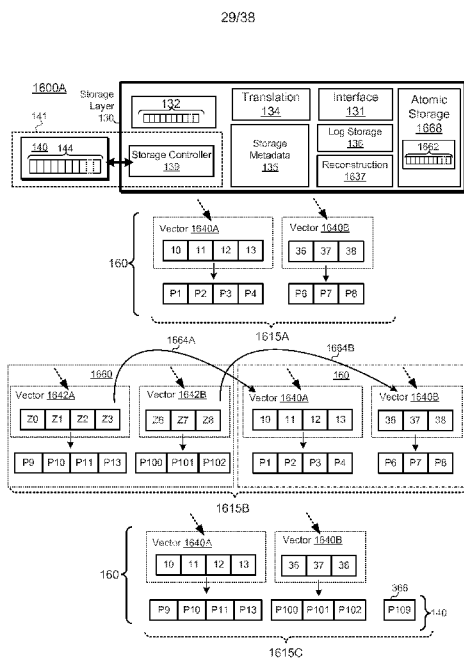 29/38
1600A
Storage Layer 130
141
132
Translation 134
Interface 131
Atomic Storage 1668
1662
140 144
Storage Controller 139
Storage Metadata 135
Log Storage 136
Reconstruction 1637
160
Vector 1640A
10 11 12 13
P1 P2 P3 P4
Vector 1640B
36 37 38
P6 P7 P8
1615A
1664A
1664B
1660
Vector 1642A
Z0 Z1 Z2 Z3
P9 P10 P11 P13
Vector 1642B
Z6 Z7 Z8
P100 P101 P102
160
Vector 1640A
10 11 12 13
P1 P2 P3 P4
Vector 1640B
36 37 38
P6 P7 P8
1615B
160
Vector 1640A
10 11 12 13
P9 P10 P11 P13
Vector 1640B
36 37 38
P100 P101 P102
366
P109
140
1615C